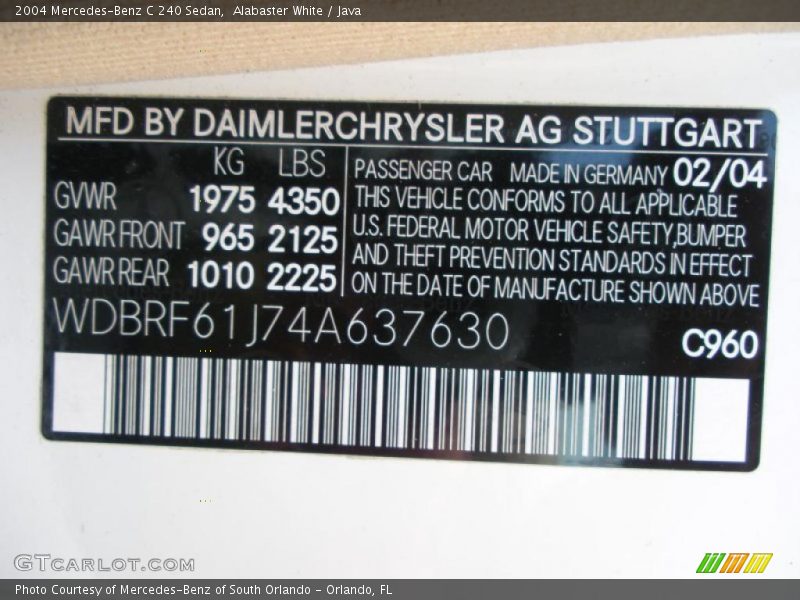 2004 Mercedes-Benz C 240 Sedan, Alabaster White / Java
MFD BY DAIMLERCHRYSLER AG STUTTGART
KG LBS
GVWR 1975 4350
GAWR FRONT 965 2125
GAWR REAR 1010 2225
PASSENGER CAR MADE IN GERMANY 02/04
THIS VEHICLE CONFORMS TO ALL APPLICABLE
U.S. FEDERAL MOTOR VEHICLE SAFETY,BUMPER
AND THEFT PREVENTION STANDARDS IN EFFECT
ON THE DATE OF MANUFACTURE SHOWN ABOVE
WDBRF61J74A637630
C960
GTcarlot.com
Photo Courtesy of Mercedes-Benz of South Orlando - Orlando, FL